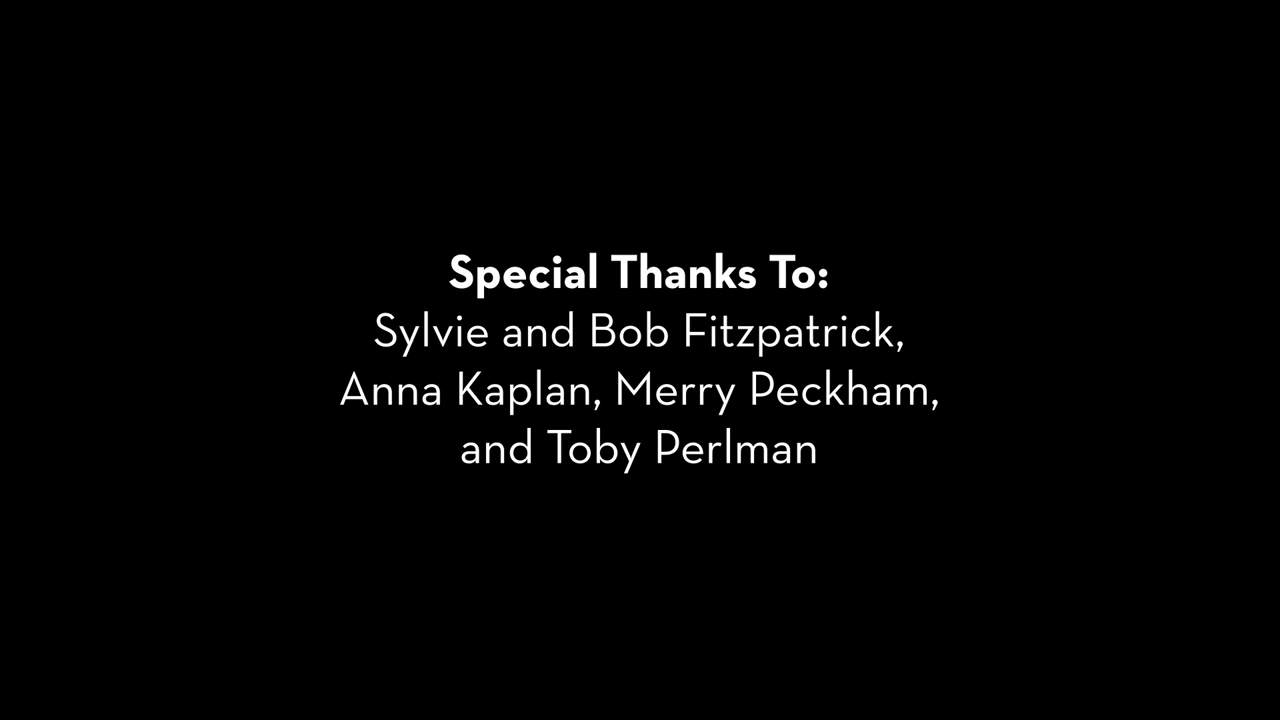 Special Thanks To:
Sylvie and Bob Fitzpatrick,
Anna Kaplan, Merry Peckham,
and Toby Perlman